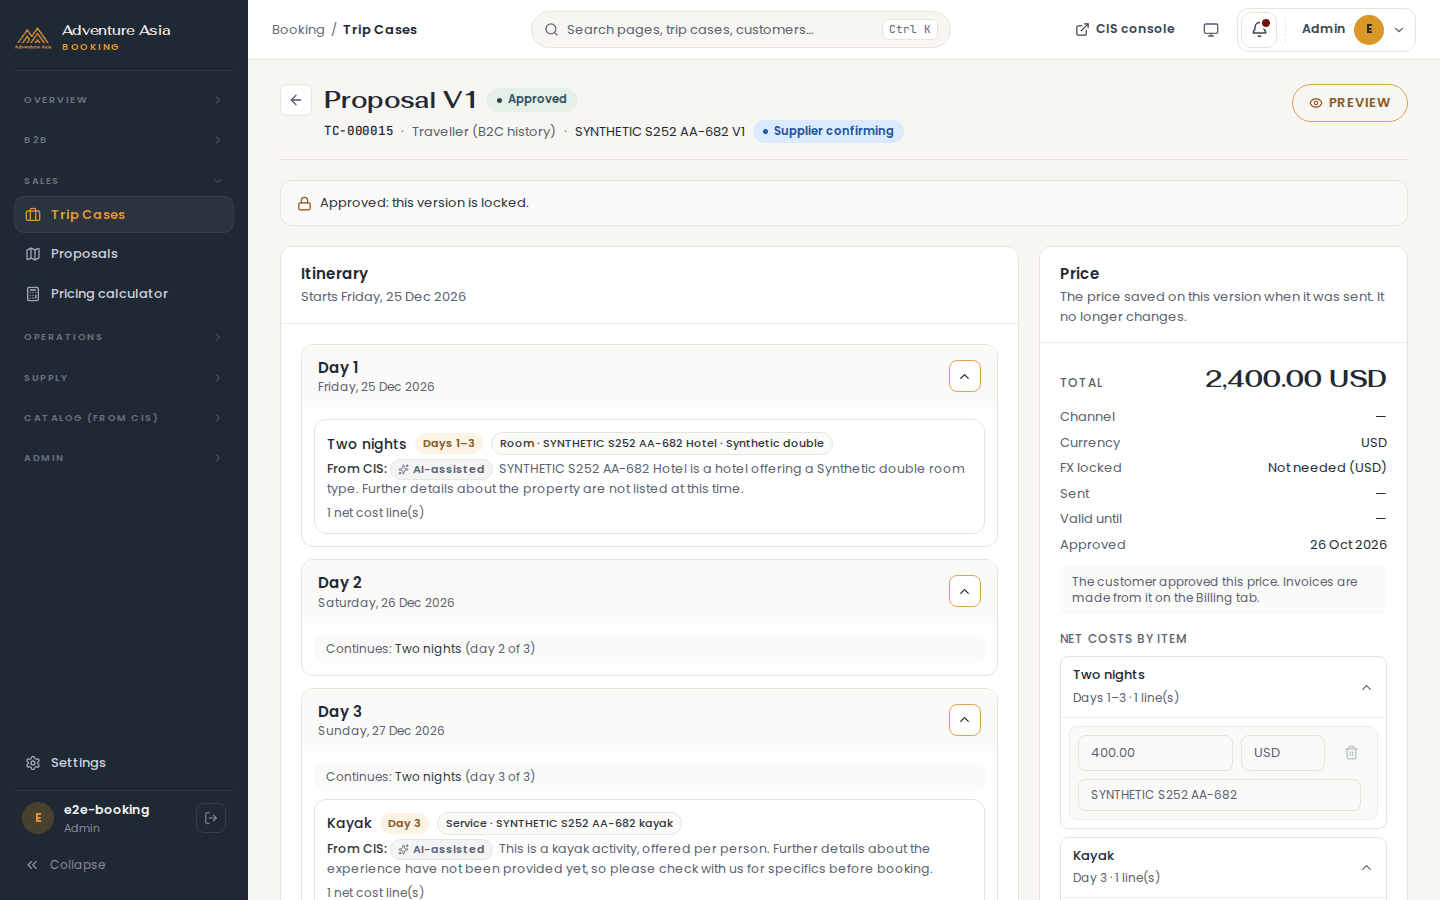 Adventure Asia
BOOKING
OVERVIEW
B2B
SALES
Trip Cases
Proposals
Pricing calculator
OPERATIONS
SUPPLY
CATALOG (FROM CIS)
ADMIN
Settings
E
e2e-booking
Admin
Collapse
Booking / Trip Cases
Search pages, trip cases, customers...
Ctrl K
CIS console
Admin
E
Proposal V1
Approved
TC-000015 · Traveller (B2C history) · SYNTHETIC S252 AA-682 V1
Supplier confirming
PREVIEW
Approved: this version is locked.
Itinerary
Starts Friday, 25 Dec 2026
Day 1
Friday, 25 Dec 2026
Two nights
Days 1–3
Room · SYNTHETIC S252 AA-682 Hotel · Synthetic double
From CIS: AI-assisted SYNTHETIC S252 AA-682 Hotel is a hotel offering a Synthetic double room
type. Further details about the property are not listed at this time.
1 net cost line(s)
Day 2
Saturday, 26 Dec 2026
Continues: Two nights (day 2 of 3)
Day 3
Sunday, 27 Dec 2026
Continues: Two nights (day 3 of 3)
Kayak
Day 3
Service · SYNTHETIC S252 AA-682 kayak
From CIS: AI-assisted This is a kayak activity, offered per person. Further details about the
experience have not been provided yet, so please check with us for specifics before booking.
1 net cost line(s)
Price
The price saved on this version when it was sent. It
no longer changes.
TOTAL 2,400.00 USD
Channel —
Currency USD
FX locked Not needed (USD)
Sent —
Valid until —
Approved 26 Oct 2026
The customer approved this price. Invoices are
made from it on the Billing tab.
NET COSTS BY ITEM
Two nights
Days 1–3 · 1 line(s)
400.00
USD
SYNTHETIC S252 AA-682
Kayak
Day 3 · 1 line(s)